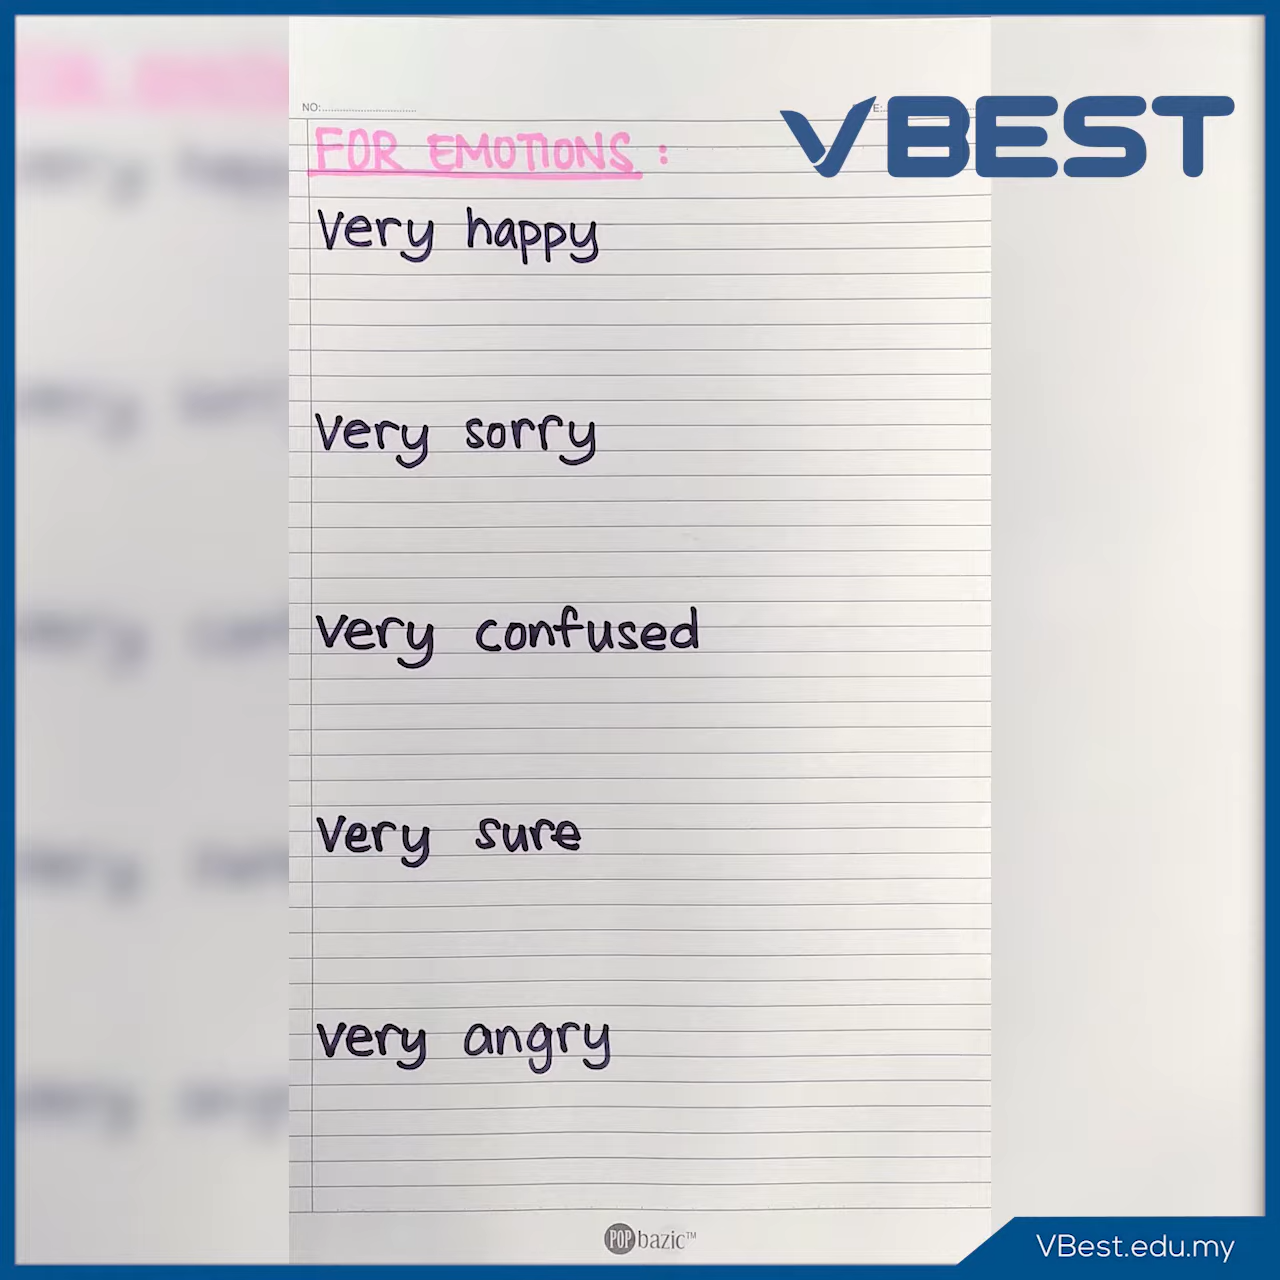 NO:
VBEST
FOR EMOTIONS :
Very happy
Very sorry
Very confused
Very sure
Very angry
POP bazic™
VBest.edu.my